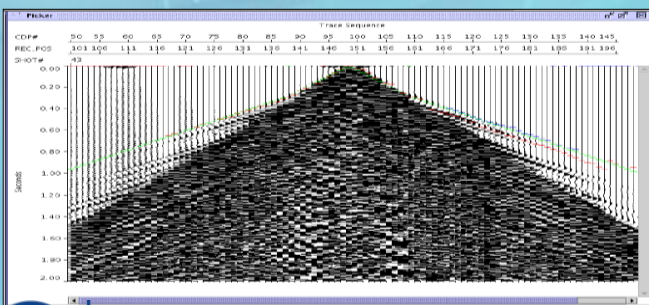 Picker
Trace Sequence
CDP# 50 55 60 65 70 75 80 85 90 95 100 105 110 115 120 125 130 135 140 145
REC.POS 101 106 111 116 121 126 131 136 141 146 151 156 161 166 171 176 181 186 191 196
SHOT# 43
0.00
0.20
0.40
0.60
0.80
1.00
1.20
1.40
1.60
1.80
2.00
Seconds